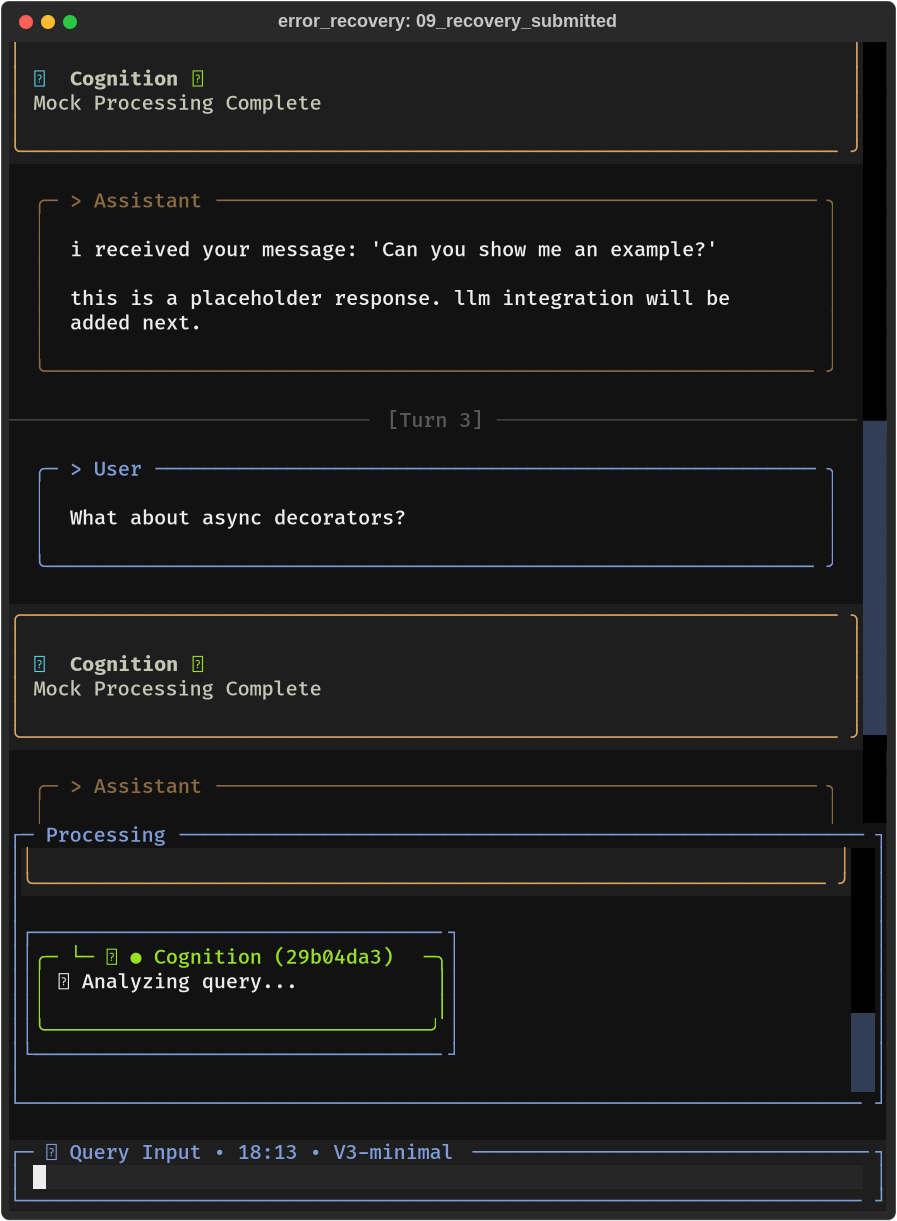 error_recovery: 09_recovery_submitted
Cognition
Mock Processing Complete
> Assistant
i received your message: 'Can you show me an example?'
this is a placeholder response. llm integration will be
added next.
[Turn 3]
> User
What about async decorators?
Cognition
Mock Processing Complete
> Assistant
Processing
● Cognition (29b04da3)
Analyzing query...
Query Input • 18:13 • V3-minimal